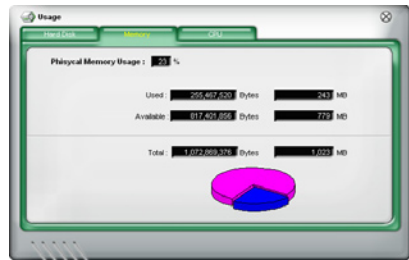 Usage
Hard Disk Memory CPU
Phisycal Memory Usage : 23 %
Used : 255,467,520 Bytes 243 MB
Available : 817,401,856 Bytes 779 MB
Total : 1,072,869,376 Bytes 1,023 MB